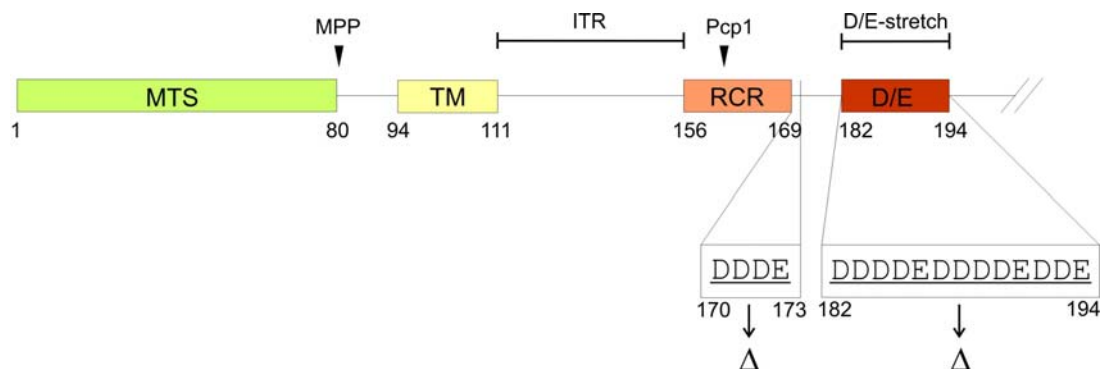 ITR
D/E-stretch
MPP
Pcp1
MTS
TM
RCR
D/E
1
80
94
111
156
169
182
194
DDDE
DDDDEDDDDEDDE
170
173
182
194
Δ
Δ